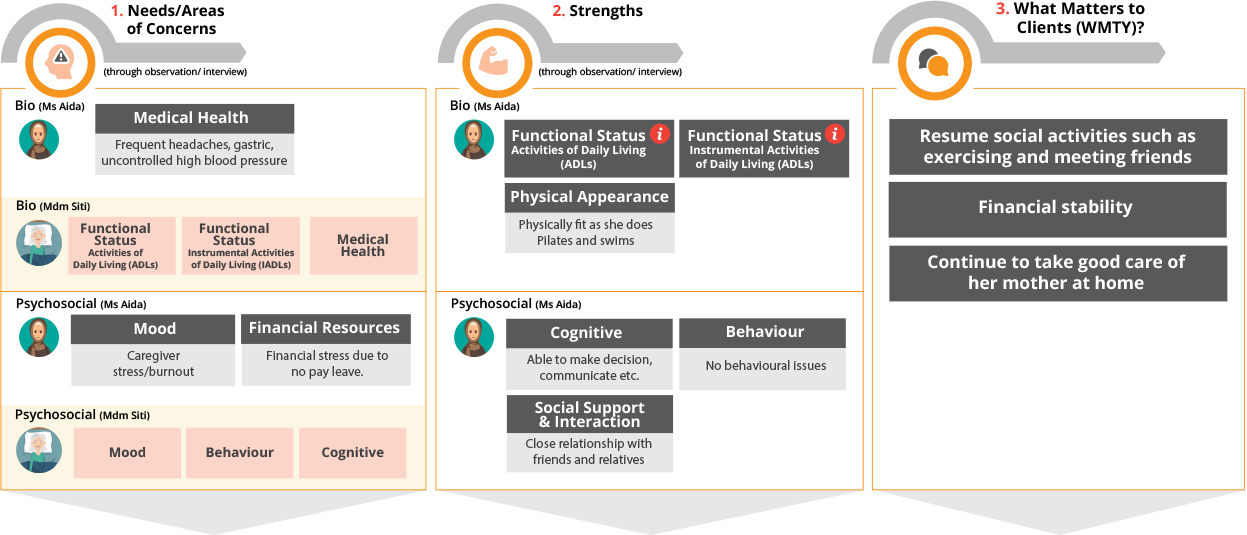 1. Needs/Areas
of Concerns
(through observation/ interview)
Bio (Ms Aida)
Medical Health
Frequent headaches, gastric,
uncontrolled high blood pressure
Bio (Mdm Siti)
Functional
Status
Activities of
Daily Living (ADLs)
Functional
Status
Instrumental Activities
of Daily Living (IADLs)
Medical
Health
Psychosocial (Ms Aida)
Mood
Caregiver
stress/burnout
Financial Resources
Financial stress due to
no pay leave.
Psychosocial (Mdm Siti)
Mood
Behaviour
Cognitive
2. Strengths
(through observation/ interview)
Bio (Ms Aida)
Functional Status
Activities of Daily Living
(ADLs)
i
Functional Status
Instrumental Activities
of Daily Living (ADLs)
i
Physical Appearance
Physically fit as she does
Pilates and swims
Psychosocial (Ms Aida)
Cognitive
Able to make decision,
communicate etc.
Behaviour
No behavioural issues
Social Support
& Interaction
Close relationship with
friends and relatives
3. What Matters to
Clients (WMTY)?
Resume social activities such as
exercising and meeting friends
Financial stability
Continue to take good care of
her mother at home